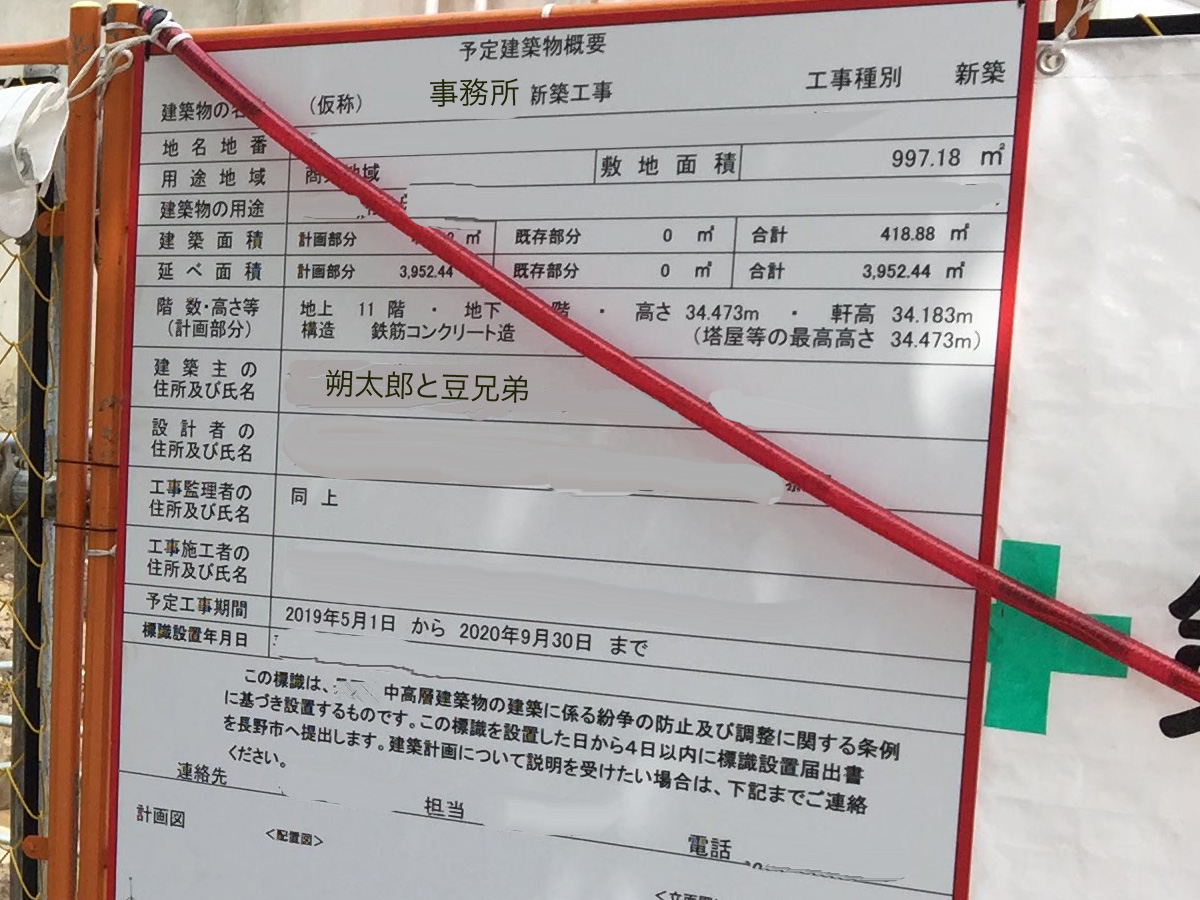 予定建築物概要
建築物の名 (仮称) 事務所 新築工事 工事種別 新築
地名地番
用途地域 商 地域 敷地面積 997.18 ㎡
建築物の用途
建築面積 計画部分 ㎡ 既存部分 0 ㎡ 合計 418.88 ㎡
延べ面積 計画部分 3,952.44 既存部分 0 ㎡ 合計 3,952.44 ㎡
階数・高さ等 地上 11 階 ・ 地下 階 ・ 高さ 34.473m ・ 軒高 34.183m
(計画部分) 構造 鉄筋コンクリート造 (塔屋等の最高高さ 34.473m)
建築主の
住所及び氏名 朔太郎と豆兄弟
設計者の
住所及び氏名
工事監理者の
住所及び氏名 同上
工事施工者の
住所及び氏名
予定工事期間 2019年5月1日 から 2020年9月30日 まで
標識設置年月日
この標識は、 中高層建築物の建築に係る紛争の防止及び調整に関する条例
に基づき設置するものです。この標識を設置した日から4日以内に標識設置届出書
を長野市へ提出します。建築計画について説明を受けたい場合は、下記までご連絡
ください。
連絡先 担当 電話
計画図 <配置図>